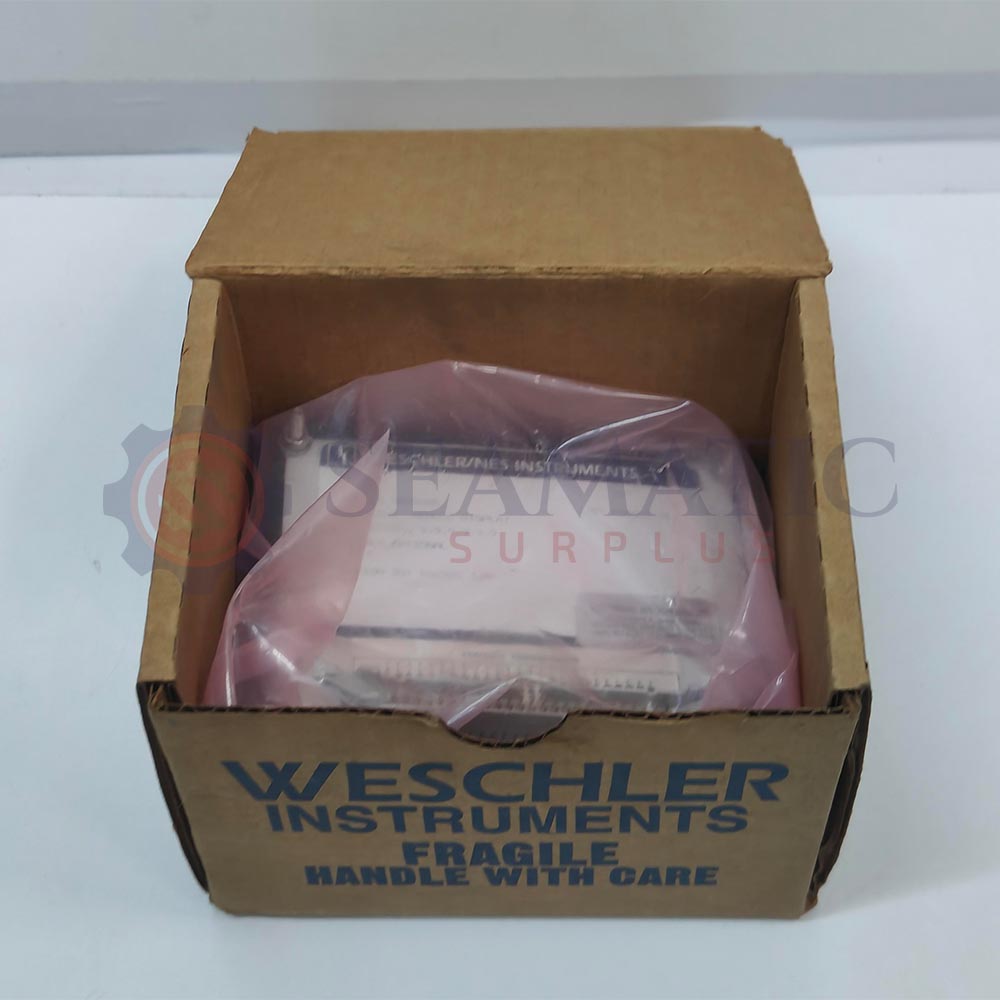 WESCHLER/NES INSTRUMENTS
SEAMATIC
SURPLUS
WESCHLER
INSTRUMENTS
FRAGILE
HANDLE WITH CARE